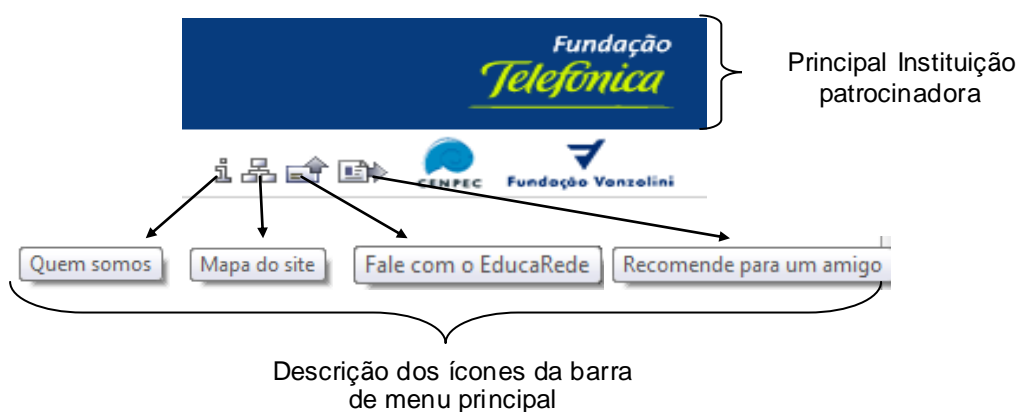 Fundação
Telefónica
Principal Instituição
patrocinadora
CENPEC
Fundação Vanzolini
Quem somos
Mapa do site
Fale com o EducaRede
Recomende para um amigo
Descrição dos ícones da barra
de menu principal